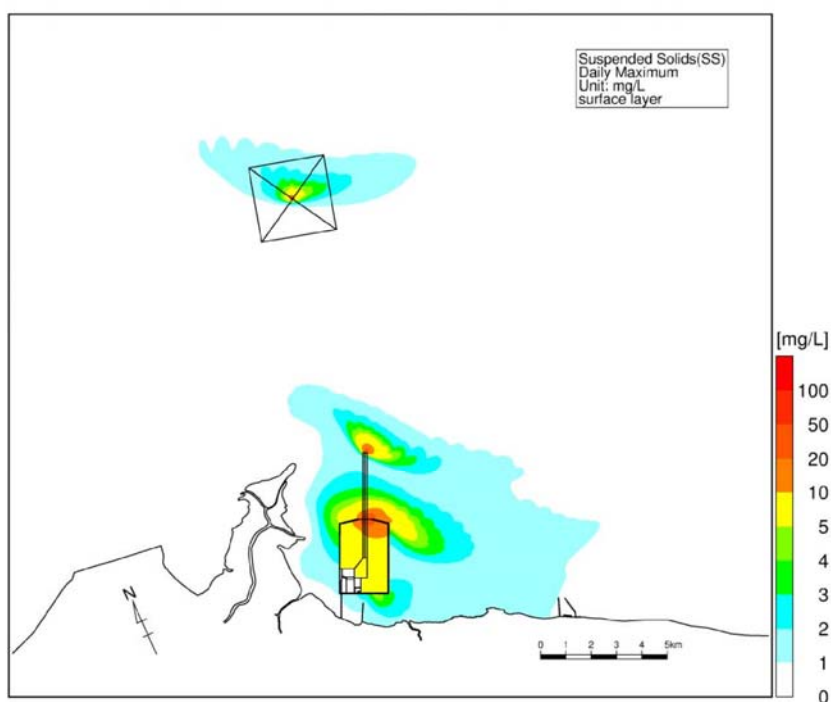 Suspended Solids(SS)
Daily Maximum
Unit: mg/L
surface layer
[mg/L]
100
50
20
10
5
4
3
2
1
0
N
0 1 2 3 4 5km